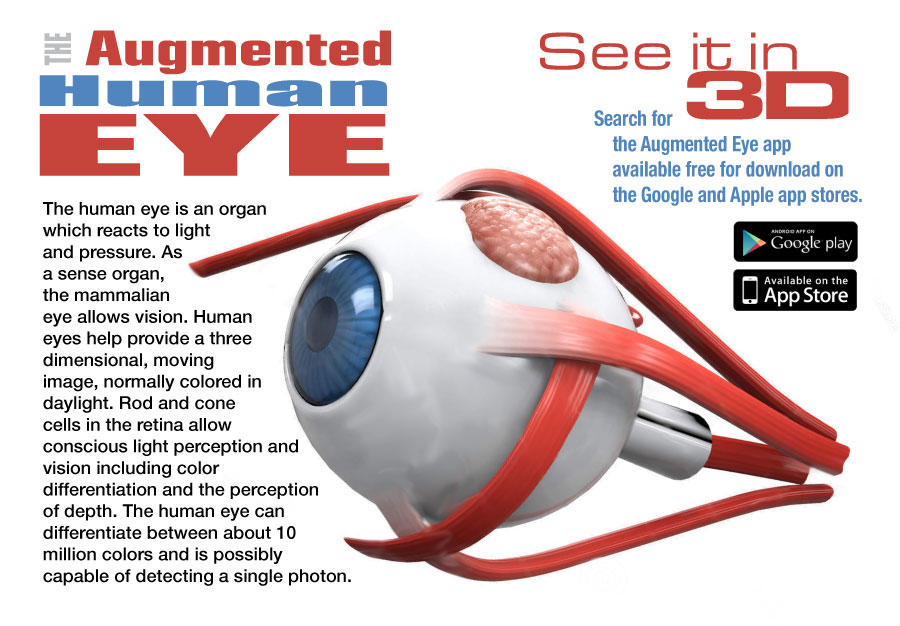 THE Augmented
Human
EYE
See it in
3D
Search for
the Augmented Eye app
available free for download on
the Google and Apple app stores.
ANDROID APP ON
Google play
Available on the
App Store
The human eye is an organ
which reacts to light
and pressure. As
a sense organ,
the mammalian
eye allows vision. Human
eyes help provide a three
dimensional, moving
image, normally colored in
daylight. Rod and cone
cells in the retina allow
conscious light perception and
vision including color
differentiation and the perception
of depth. The human eye can
differentiate between about 10
million colors and is possibly
capable of detecting a single photon.